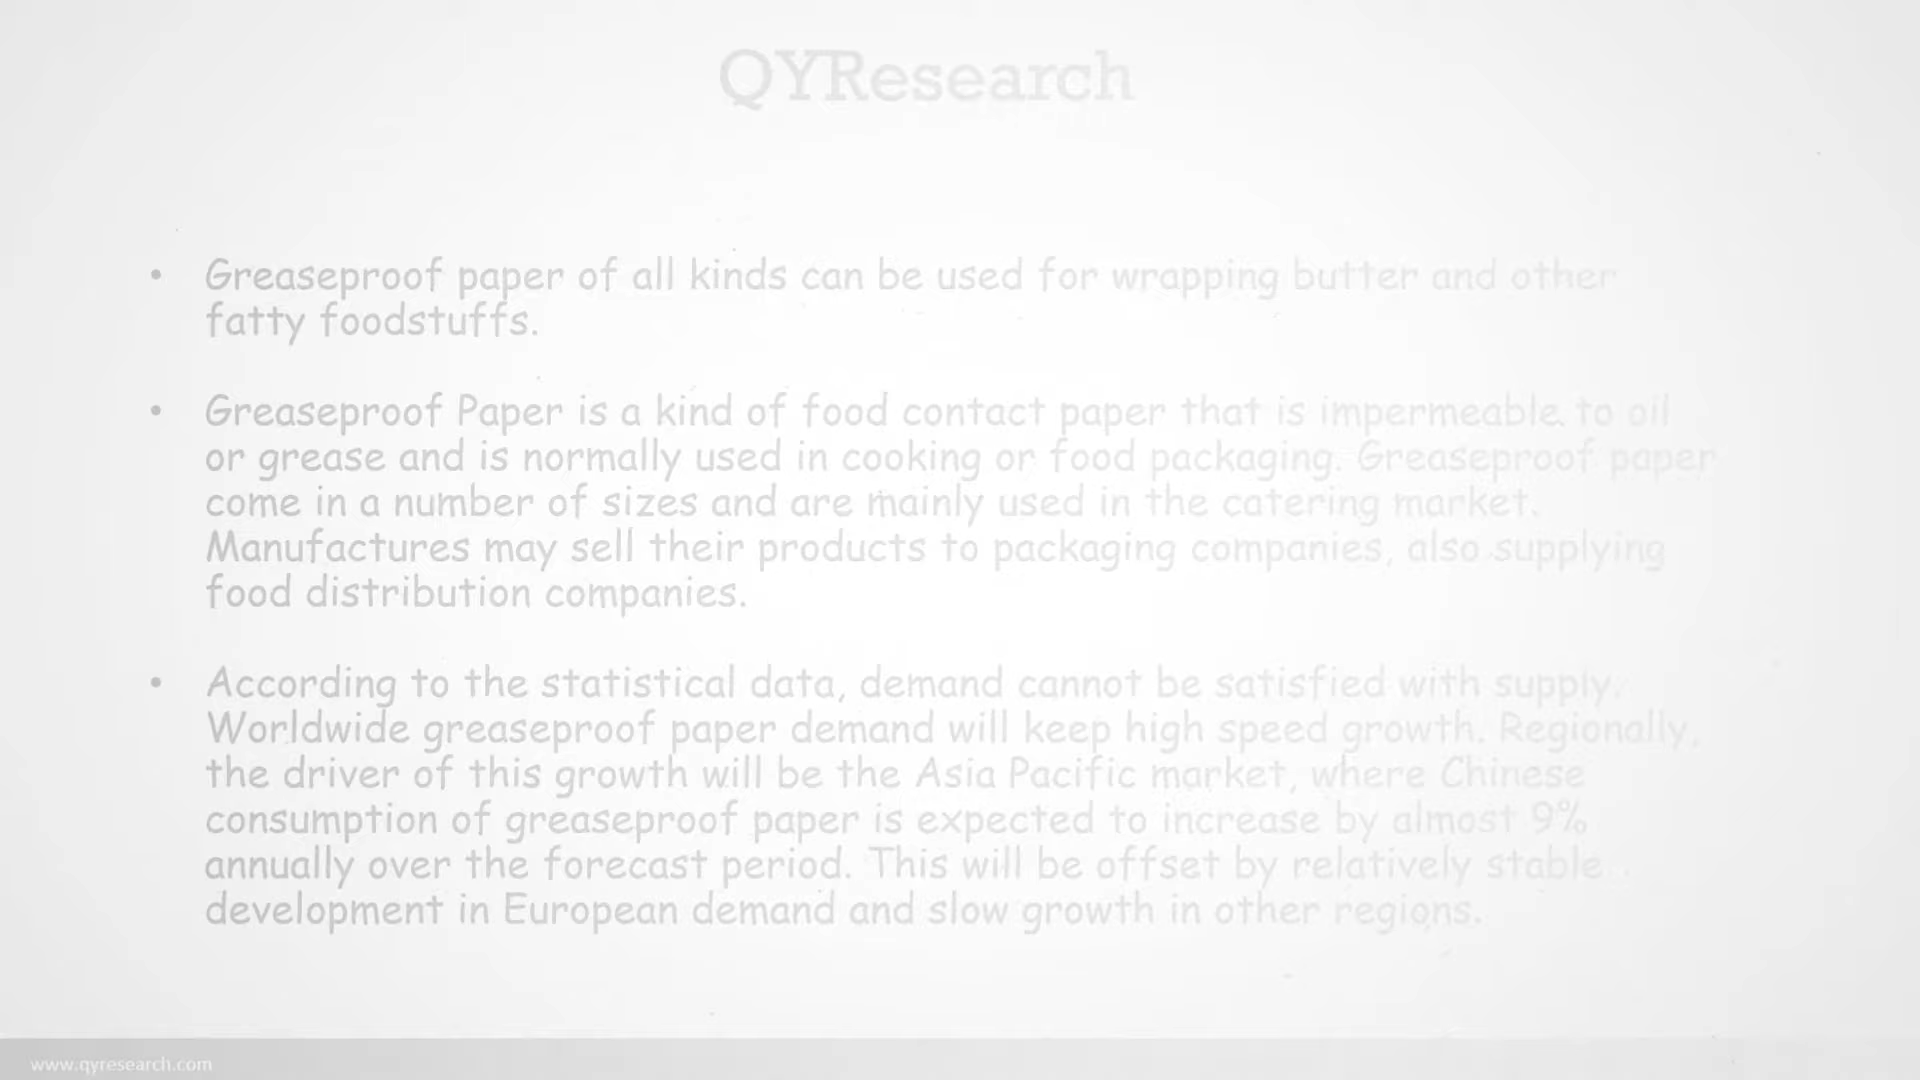 QYResearch
• Greaseproof paper of all kinds can be used for wrapping butter and other
fatty foodstuffs.
• Greaseproof Paper is a kind of food contact paper that is impermeable to oil
or grease and is normally used in cooking or food packaging. Greaseproof paper
come in a number of sizes and are mainly used in the catering market.
Manufactures may sell their products to packaging companies, also supplying
food distribution companies.
• According to the statistical data, demand cannot be satisfied with supply.
Worldwide greaseproof paper demand will keep high speed growth. Regionally,
the driver of this growth will be the Asia Pacific market, where Chinese
consumption of greaseproof paper is expected to increase by almost 9%
annually over the forecast period. This will be offset by relatively stable
development in European demand and slow growth in other regions.
www.qyresearch.com